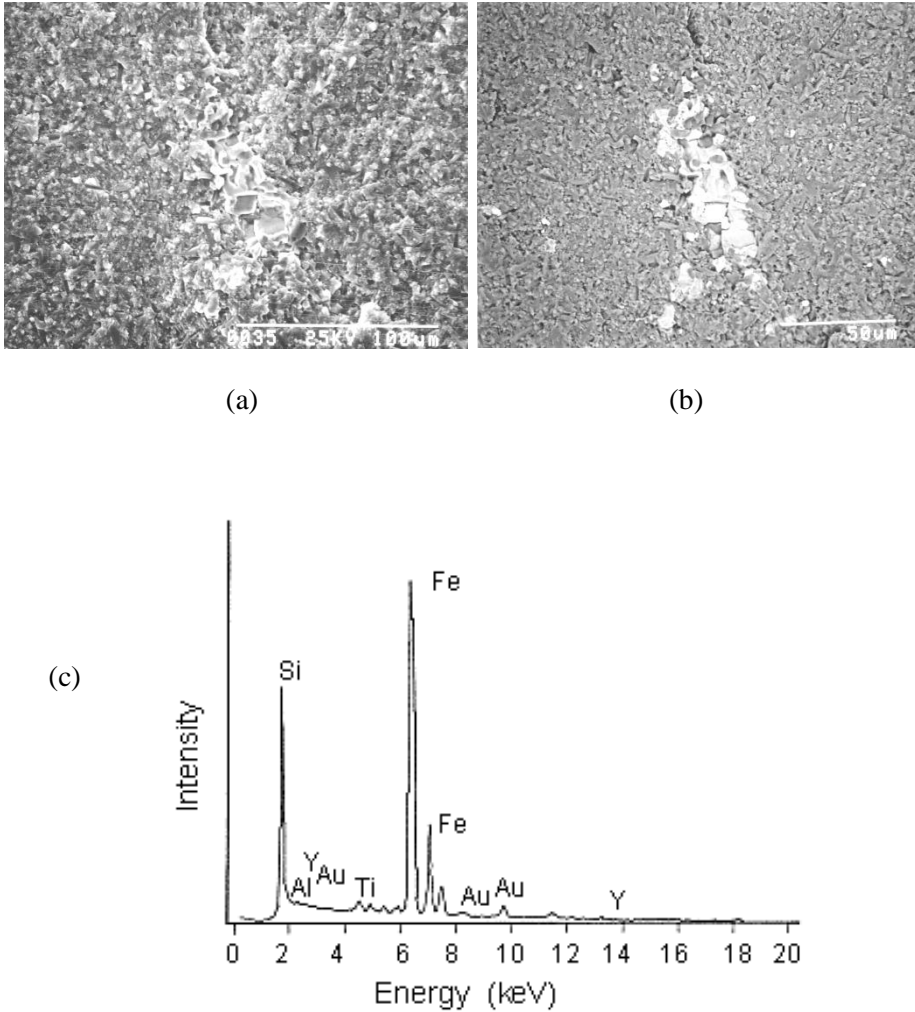 0035 25KV 100um
50um
(a) (b)
Fe
(c)
Si
Intensity
Fe
Y
Al Au Ti Au Au Y
0 2 4 6 8 10 12 14 16 18 20
Energy (keV)